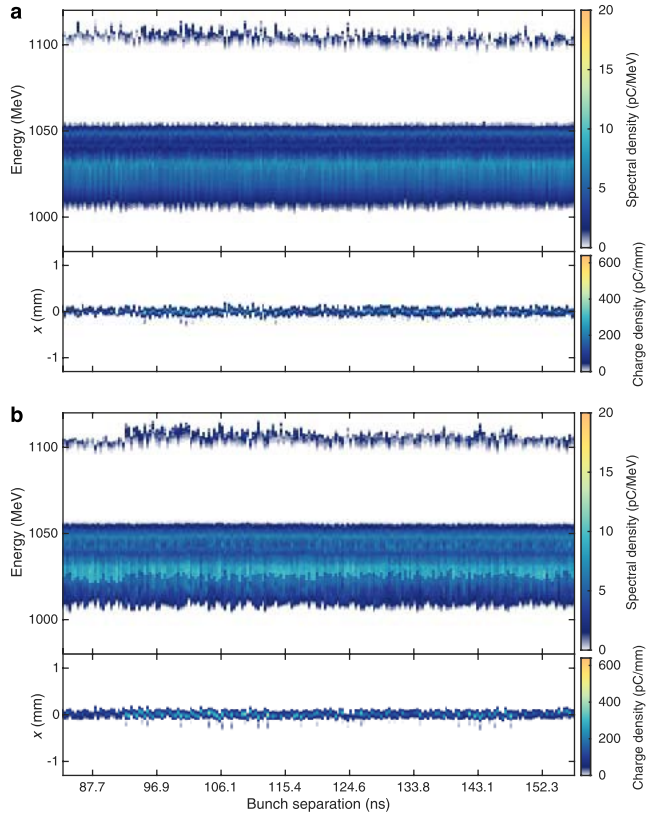 a
1100
1050
1000
Energy (MeV)
20
15
10
5
0
Spectral density (pC/MeV)
1
0
-1
x (mm)
600
400
200
0
Charge density (pC/mm)
b
1100
1050
1000
Energy (MeV)
20
15
10
5
0
Spectral density (pC/MeV)
1
0
-1
x (mm)
600
400
200
0
Charge density (pC/mm)
87.7 96.9 106.1 115.4 124.6 133.8 143.1 152.3
Bunch separation (ns)